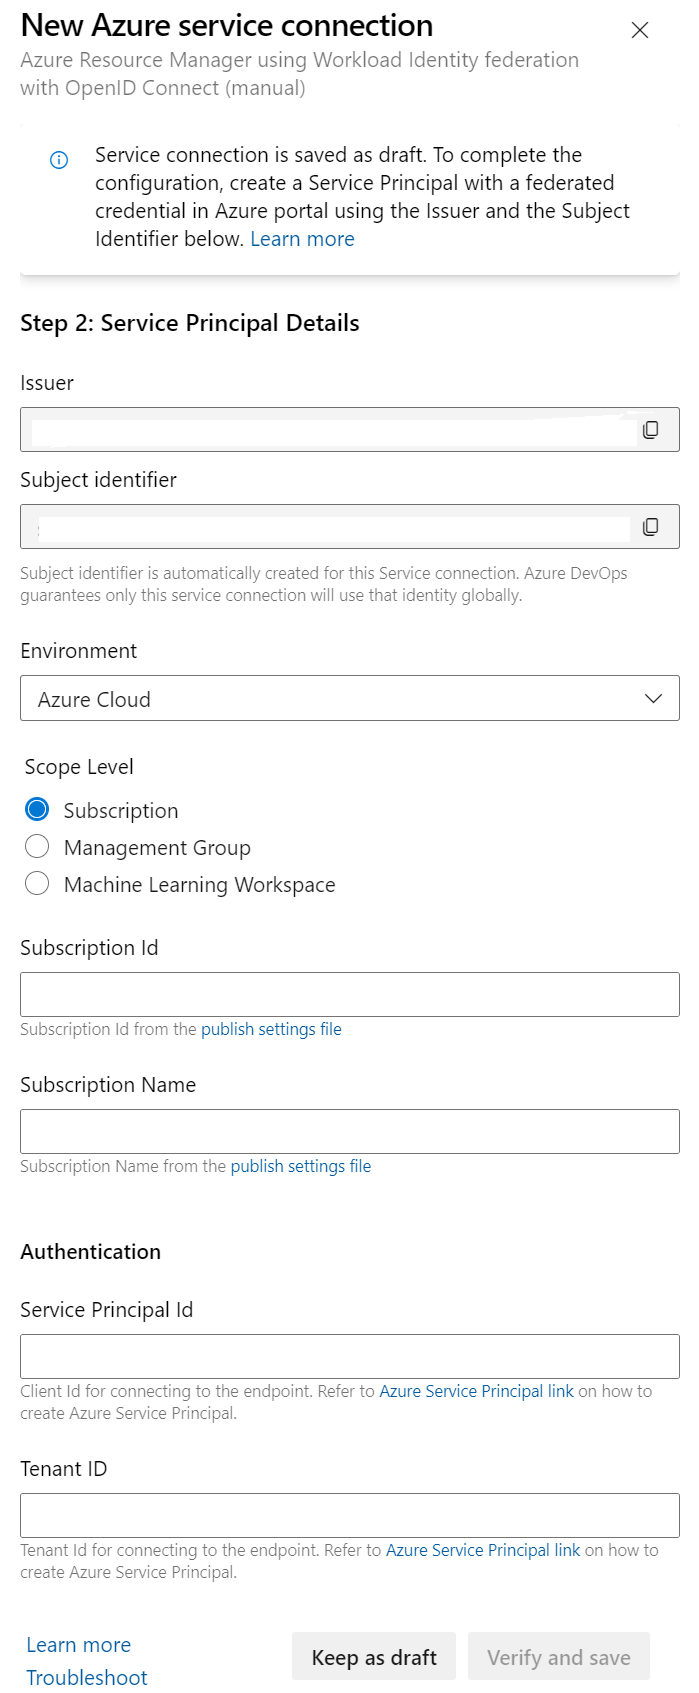 New Azure service connection
Azure Resource Manager using Workload Identity federation
with OpenID Connect (manual)
Service connection is saved as draft. To complete the
configuration, create a Service Principal with a federated
credential in Azure portal using the Issuer and the Subject
Identifier below. Learn more
Step 2: Service Principal Details
Issuer
Subject identifier
Subject identifier is automatically created for this Service connection. Azure DevOps
guarantees only this service connection will use that identity globally.
Environment
Azure Cloud
Scope Level
Subscription
Management Group
Machine Learning Workspace
Subscription Id
Subscription Id from the publish settings file
Subscription Name
Subscription Name from the publish settings file
Authentication
Service Principal Id
Client Id for connecting to the endpoint. Refer to Azure Service Principal link on how to
create Azure Service Principal.
Tenant ID
Tenant Id for connecting to the endpoint. Refer to Azure Service Principal link on how to
create Azure Service Principal.
Learn more
Keep as draft
Verify and save
Troubleshoot